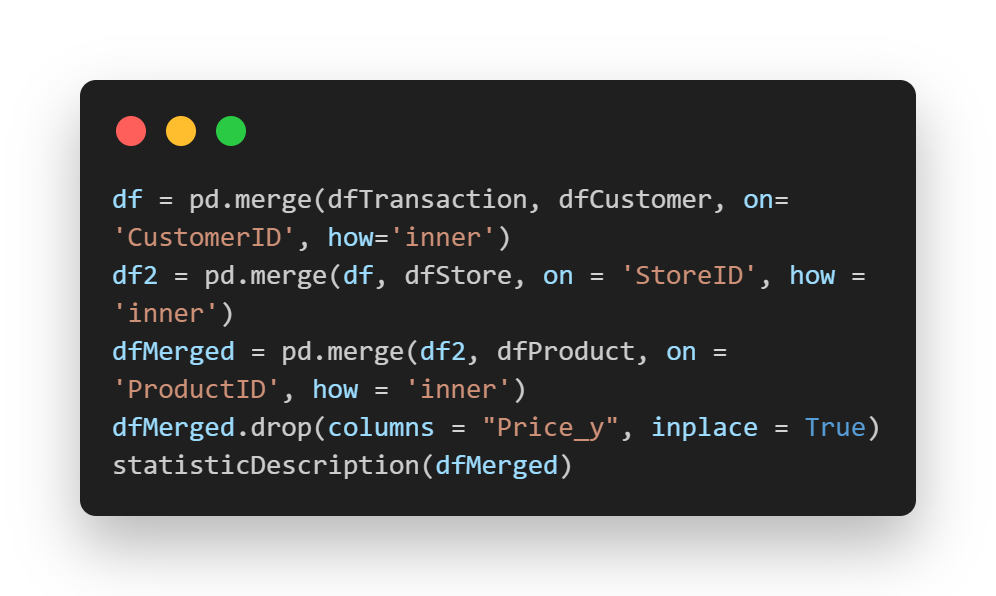 df = pd.merge(dfTransaction, dfCustomer, on=
'CustomerID', how='inner')
df2 = pd.merge(df, dfStore, on = 'StoreID', how =
'inner')
dfMerged = pd.merge(df2, dfProduct, on =
'ProductID', how = 'inner')
dfMerged.drop(columns = "Price_y", inplace = True)
statisticDescription(dfMerged)